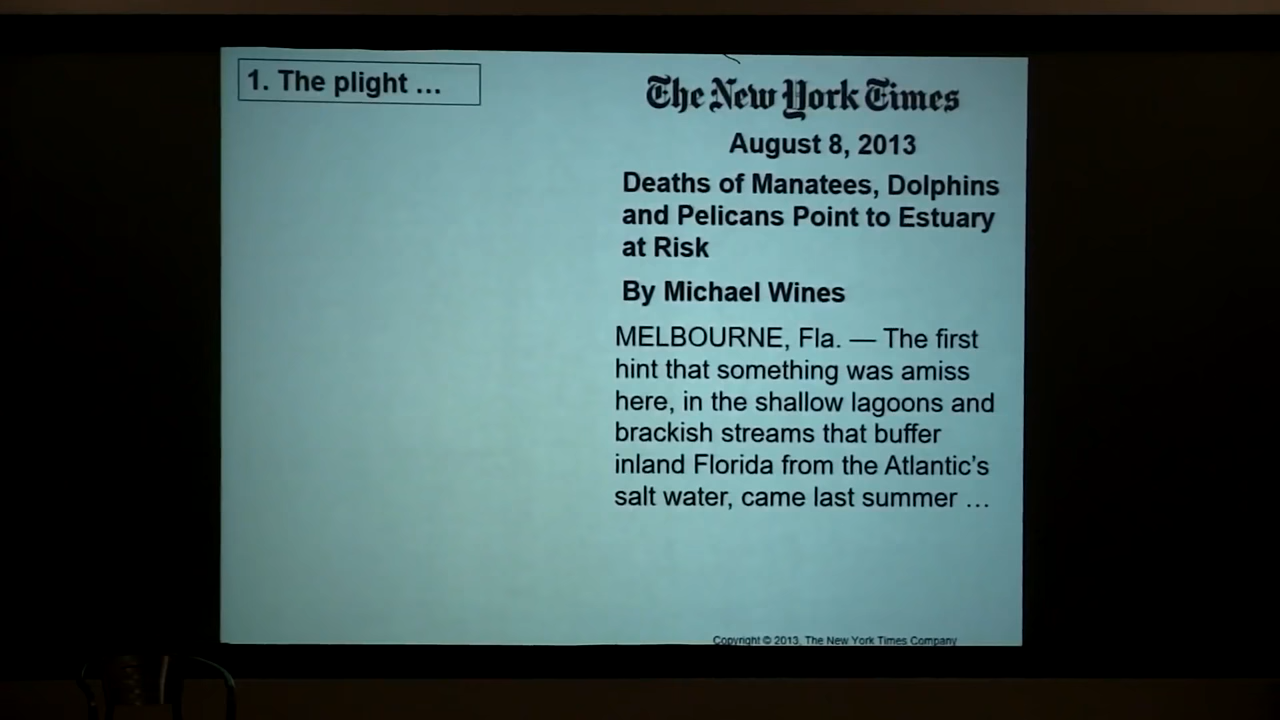 1. The plight ...
The New York Times
August 8, 2013
Deaths of Manatees, Dolphins
and Pelicans Point to Estuary
at Risk
By Michael Wines
MELBOURNE, Fla. — The first
hint that something was amiss
here, in the shallow lagoons and
brackish streams that buffer
inland Florida from the Atlantic’s
salt water, came last summer …
Copyright © 2013, The New York Times Company